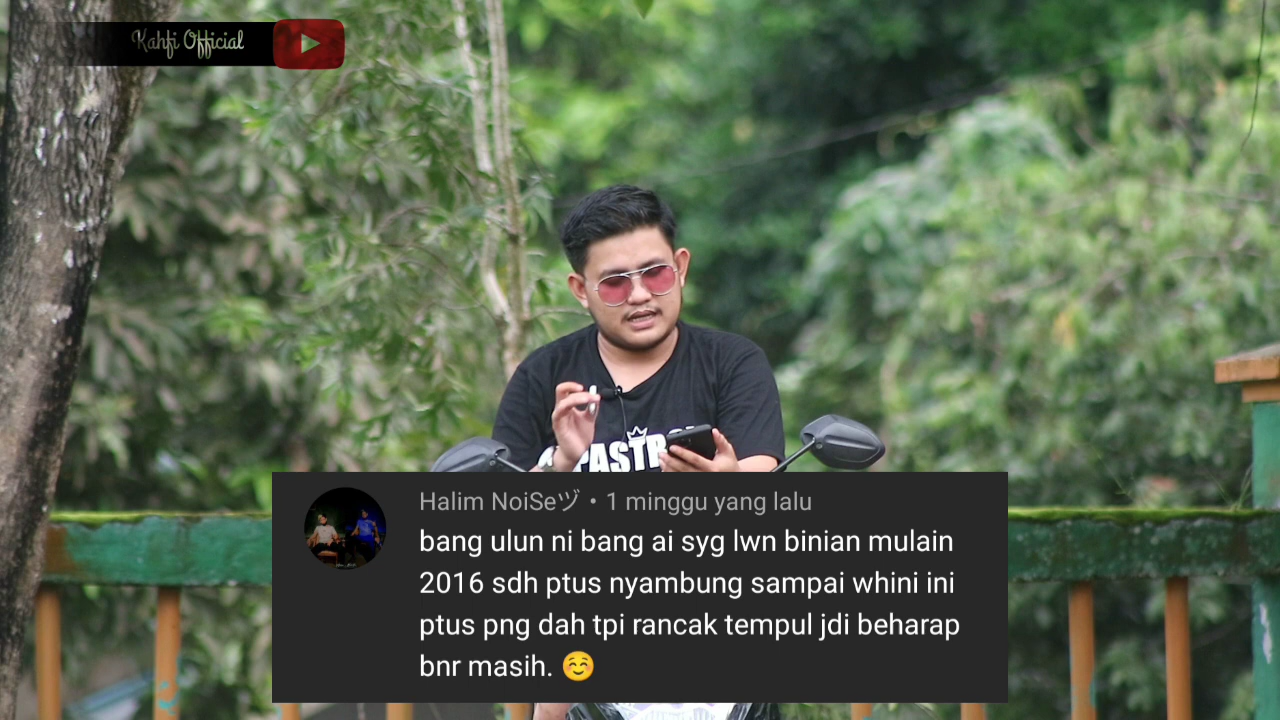 Kahfi Official
PASTR
Halim NoiSeヅ • 1 minggu yang lalu
bang ulun ni bang ai syg lwn binian mulain
2016 sdh ptus nyambung sampai whini ini
ptus png dah tpi rancak tempul jdi beharap
bnr masih. ☺️